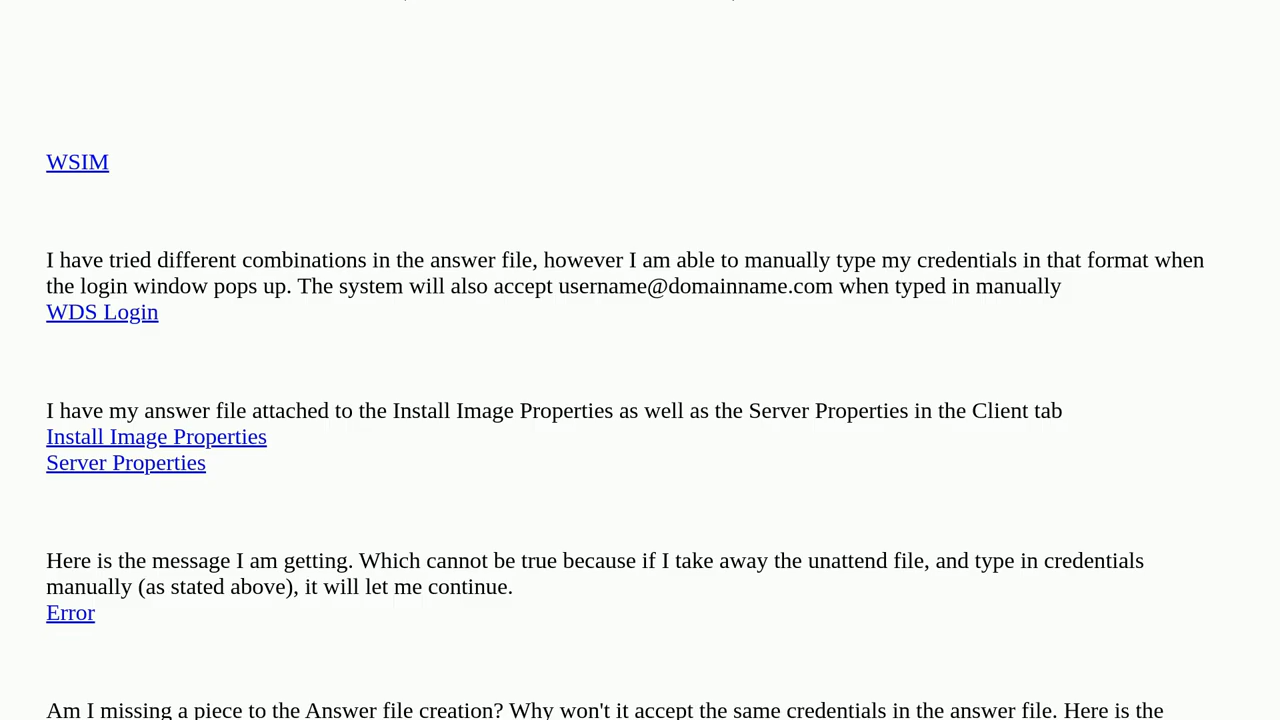 WSIM
I have tried different combinations in the answer file, however I am able to manually type my credentials in that format when
the login window pops up. The system will also accept username@domainname.com when typed in manually
WDS Login
I have my answer file attached to the Install Image Properties as well as the Server Properties in the Client tab
Install Image Properties
Server Properties
Here is the message I am getting. Which cannot be true because if I take away the unattend file, and type in credentials
manually (as stated above), it will let me continue.
Error
Am I missing a piece to the Answer file creation? Why won't it accept the same credentials in the answer file. Here is the